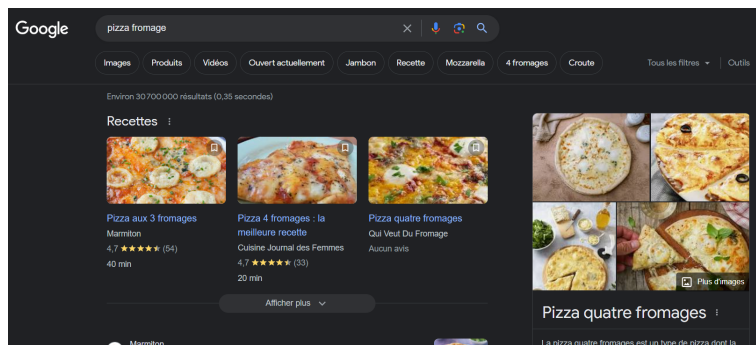 Google
pizza fromage
Images Produits Vidéos Ouvert actuellement Jambon Recette Mozzarella 4 fromages Croute Tous les filtres Outils
Environ 30 700 000 résultats (0,35 secondes)
Recettes
Pizza aux 3 fromages
Marmiton
4,7 (54)
40 min
Pizza 4 fromages : la
meilleure recette
Cuisine Journal des Femmes
4,7 (33)
20 min
Pizza quatre fromages
Qui Veut Du Fromage
Aucun avis
Afficher plus
Marmiton
Plus d'images
Pizza quatre fromages
La pizza quatre fromages est un type de pizza dont la